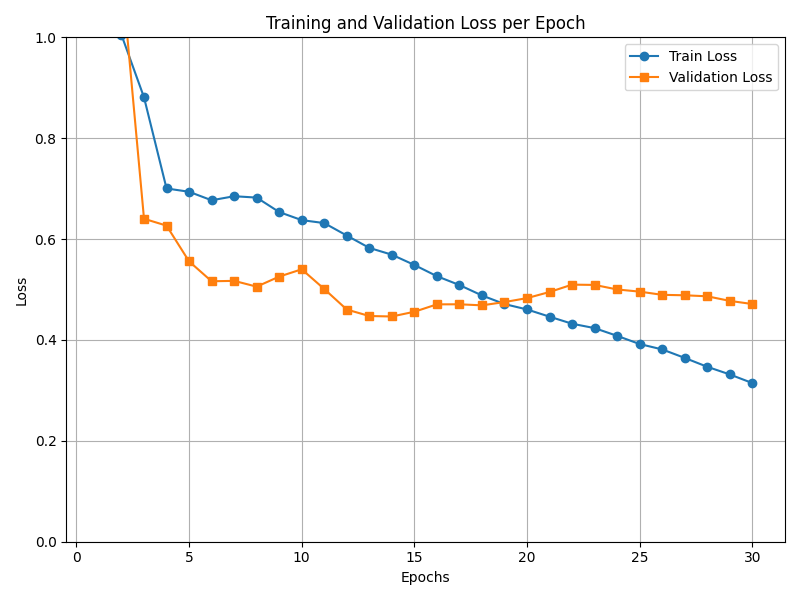 Training and Validation Loss per Epoch
Train Loss
Validation Loss
1.0
0.8
0.6
0.4
0.2
0.0
Loss
0 5 10 15 20 25 30
Epochs